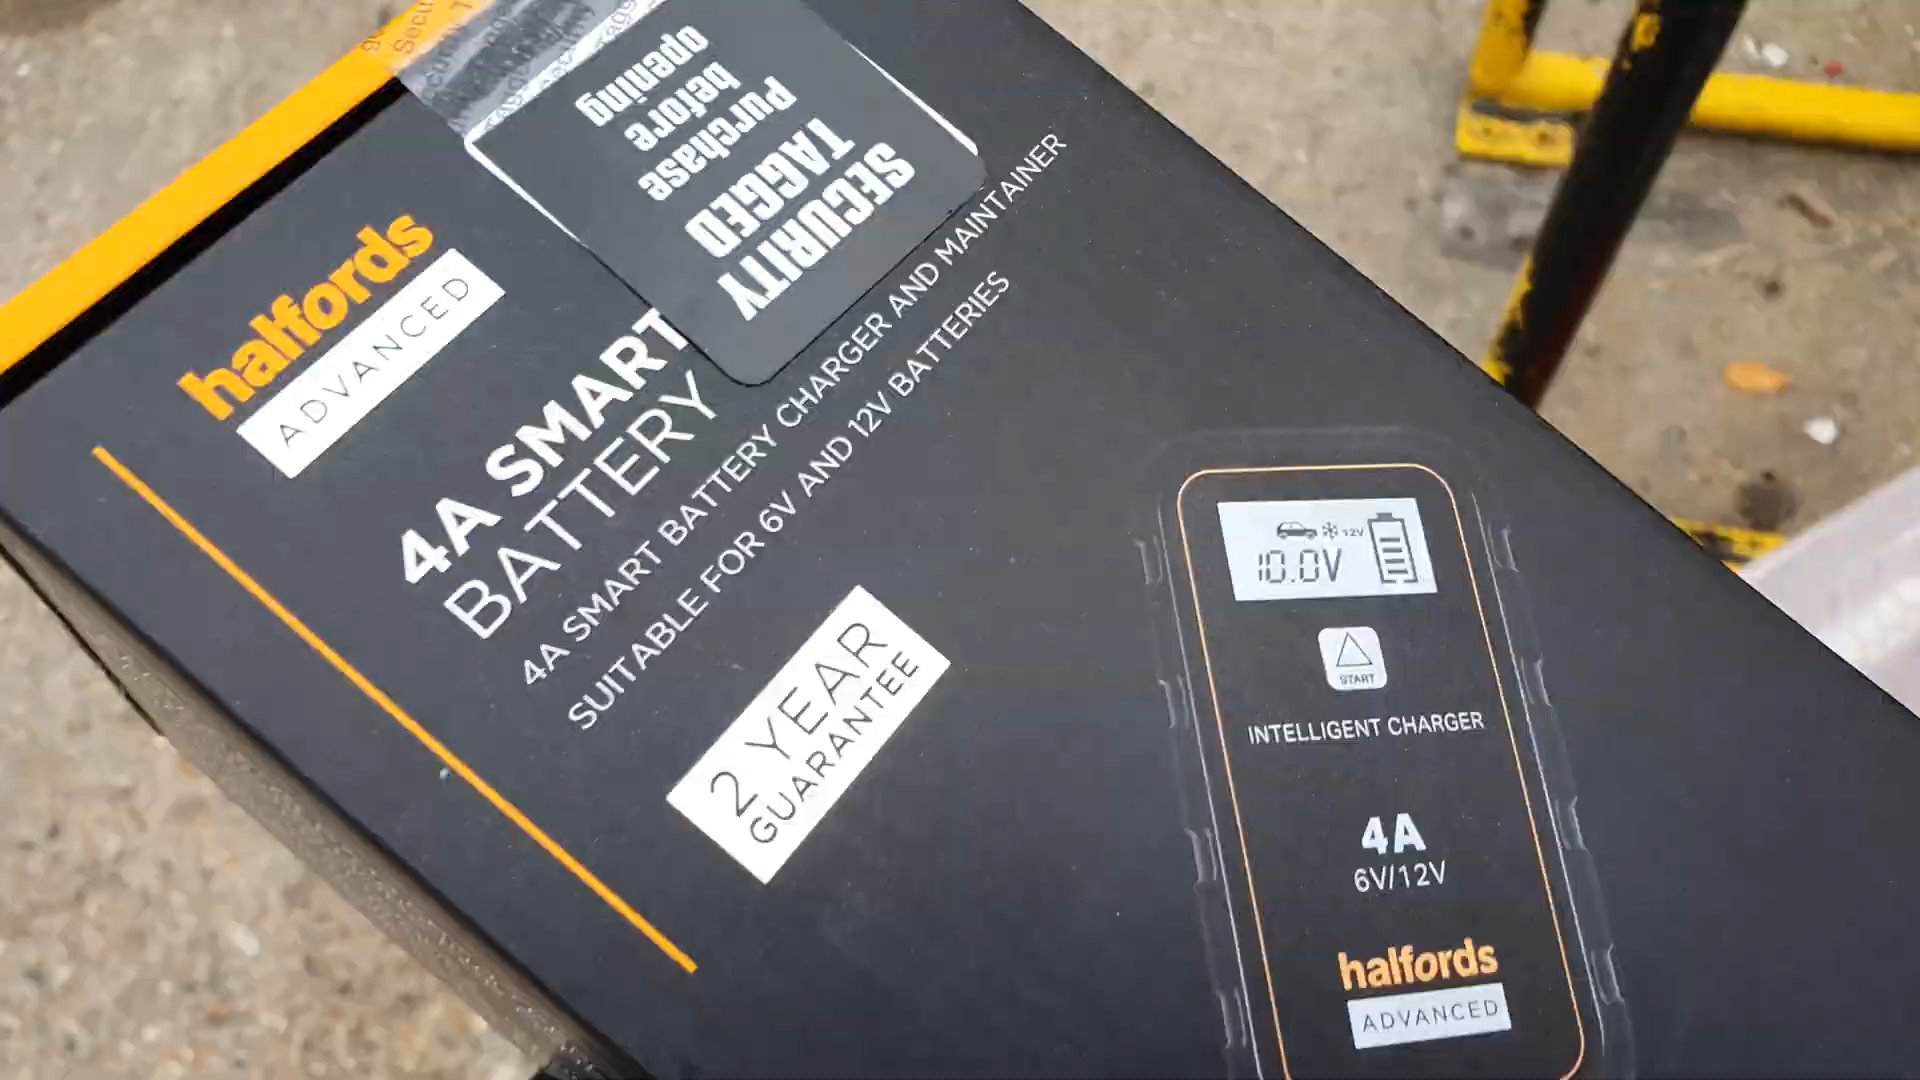 halfords
ADVANCED
4A SMART
BATTERY
4A SMART BATTERY CHARGER AND MAINTAINER
SUITABLE FOR 6V AND 12V BATTERIES
2 YEAR
GUARANTEE
SECURITY
TAGGED
Purchase
before
opening
12V
10.0V
START
INTELLIGENT CHARGER
4A
6V/12V
halfords
ADVANCED